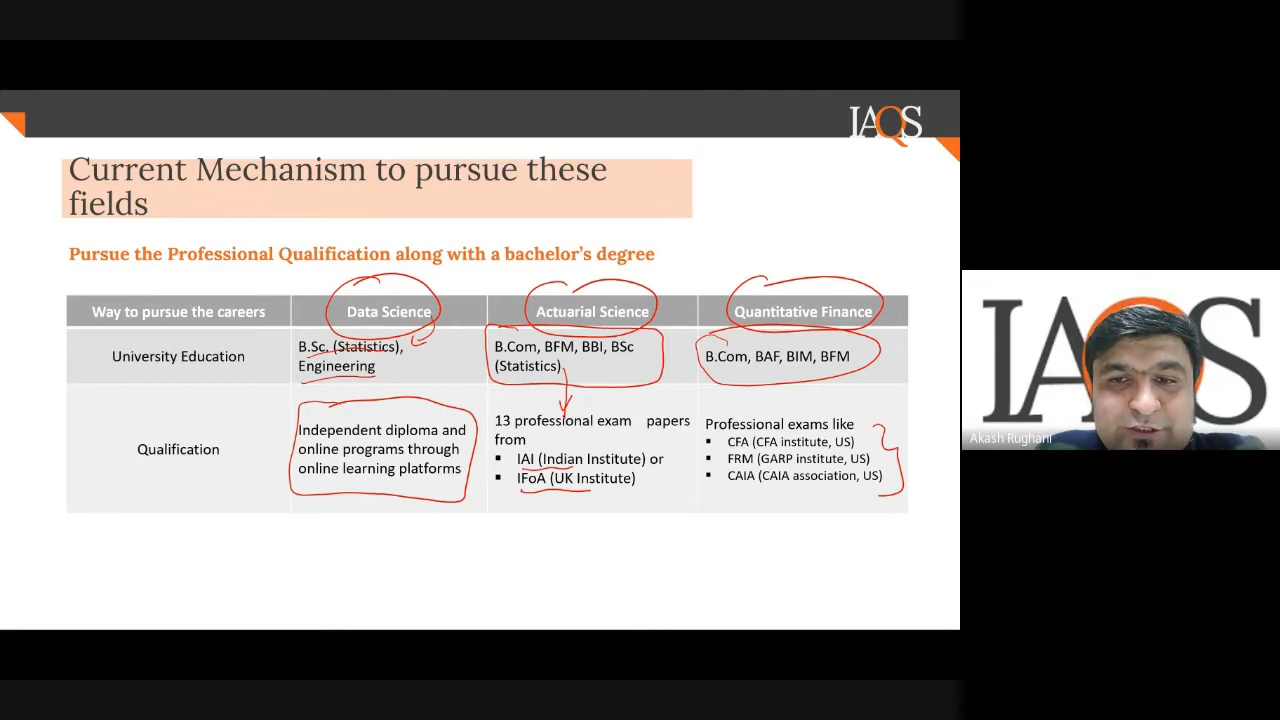 IAQS
Current Mechanism to pursue these
fields
Pursue the Professional Qualification along with a bachelor's degree
Way to pursue the careers
Data Science
Actuarial Science
Quantitative Finance
University Education
B.Sc, (Statistics),
Engineering
B.Com, BFM, BBI, BSc
(Statistics)
B.Com, BAF, BIM, BFM
Qualification
Independent diploma and
online programs through
online learning platforms
13 professional exam papers
from
▪ IAI (Indian Institute) or
▪ IFoA (UK Institute)
Professional exams like
▪ CFA (CFA institute, US)
▪ FRM (GARP institute, US)
▪ CAIA (CAIA association, US)
IAQS
Akash Rughani